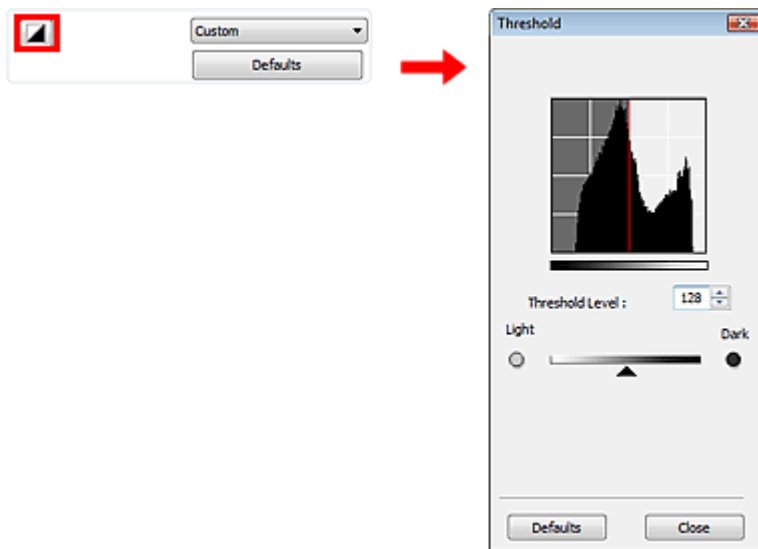 Custom
Defaults
Threshold
Threshold Level :
128
Light
Dark
Defaults
Close